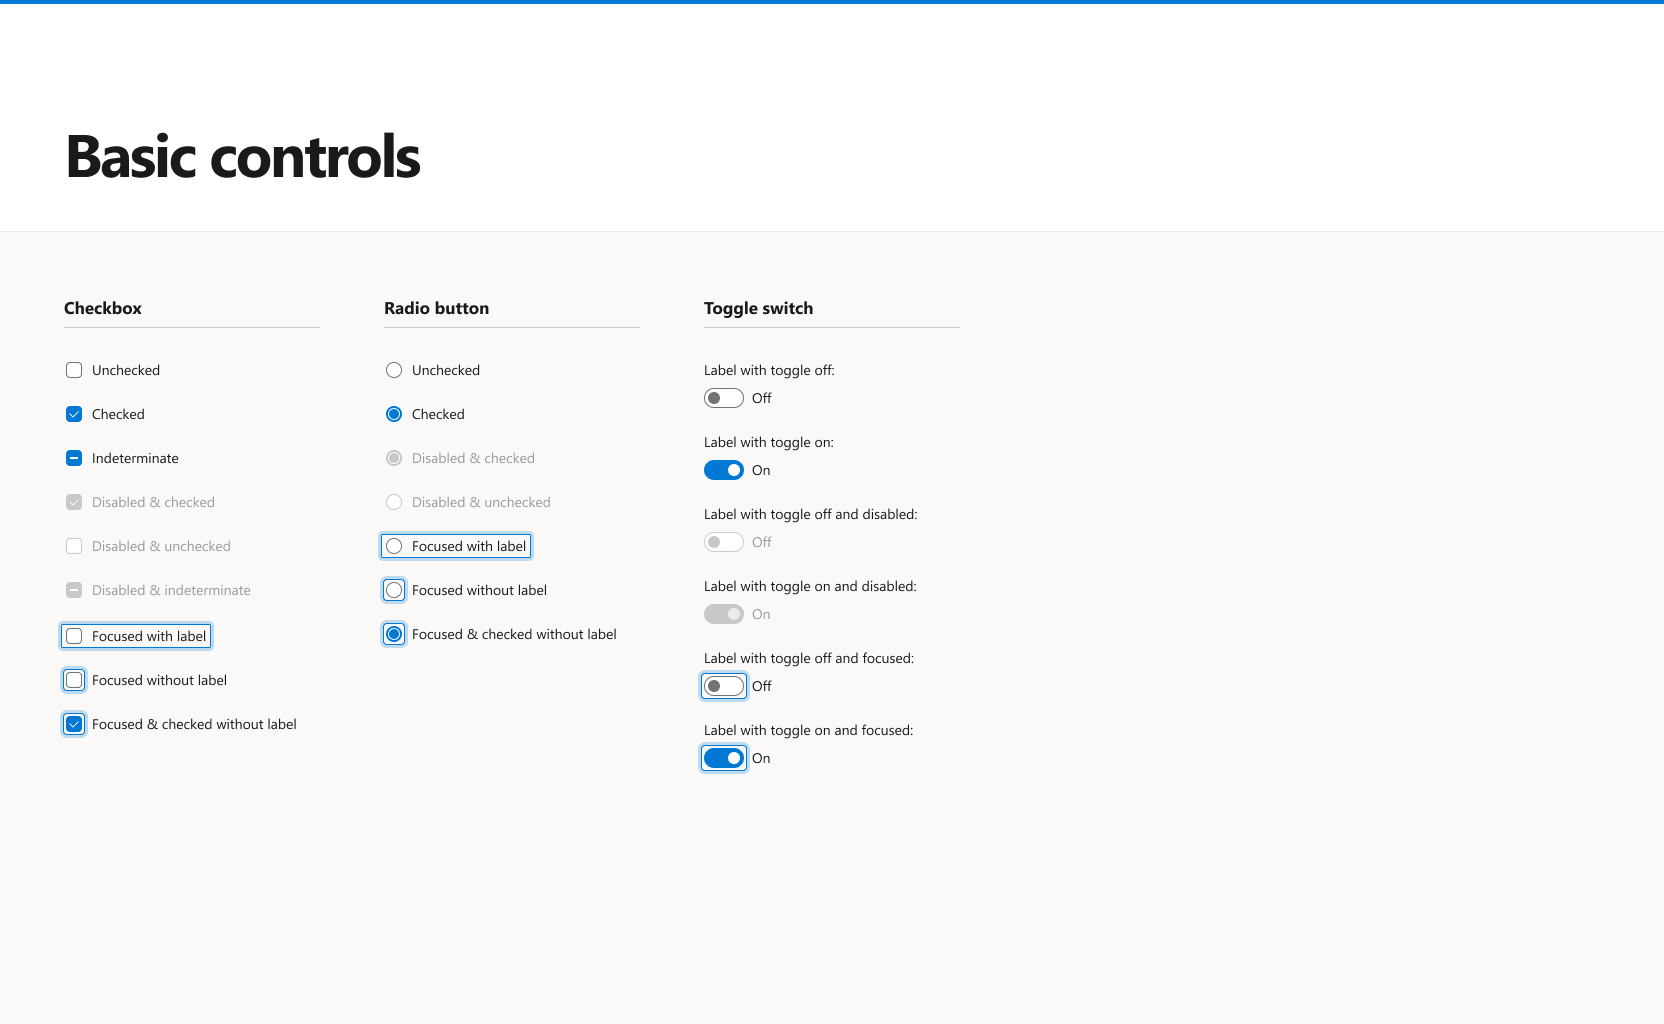 Basic controls
Checkbox
Unchecked
Checked
Indeterminate
Disabled & checked
Disabled & unchecked
Disabled & indeterminate
Focused with label
Focused without label
Focused & checked without label
Radio button
Unchecked
Checked
Disabled & checked
Disabled & unchecked
Focused with label
Focused without label
Focused & checked without label
Toggle switch
Label with toggle off:
Off
Label with toggle on:
On
Label with toggle off and disabled:
Off
Label with toggle on and disabled:
On
Label with toggle off and focused:
Off
Label with toggle on and focused:
On